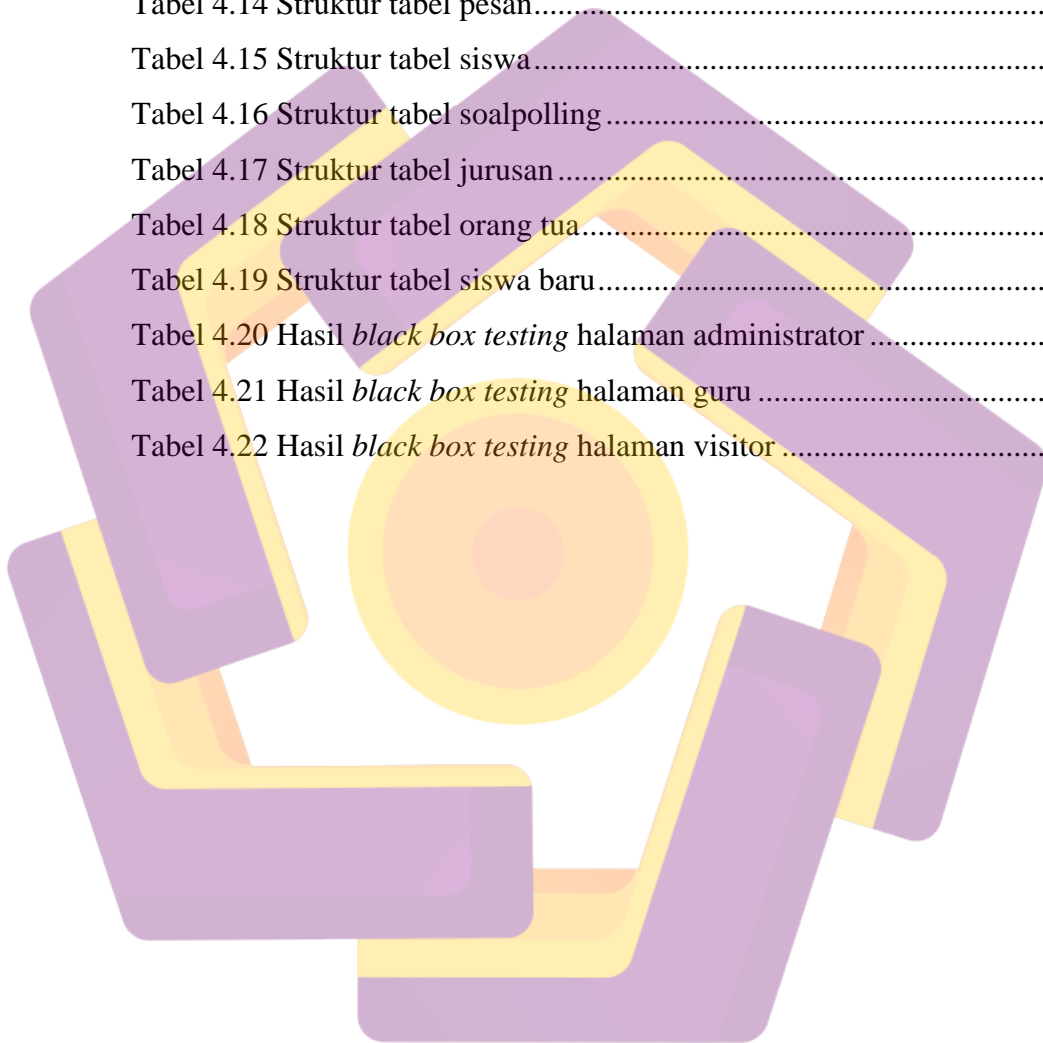 Tabel 4.14 Struktur tabel pesan..........................................................
Tabel 4.15 Struktur tabel siswa..........................................................
Tabel 4.16 Struktur tabel soalpolling.................................................
Tabel 4.17 Struktur tabel jurusan.......................................................
Tabel 4.18 Struktur tabel orang tua....................................................
Tabel 4.19 Struktur tabel siswa baru..................................................
Tabel 4.20 Hasil black box testing halaman administrator.....................
Tabel 4.21 Hasil black box testing halaman guru................................
Tabel 4.22 Hasil black box testing halaman visitor..............................